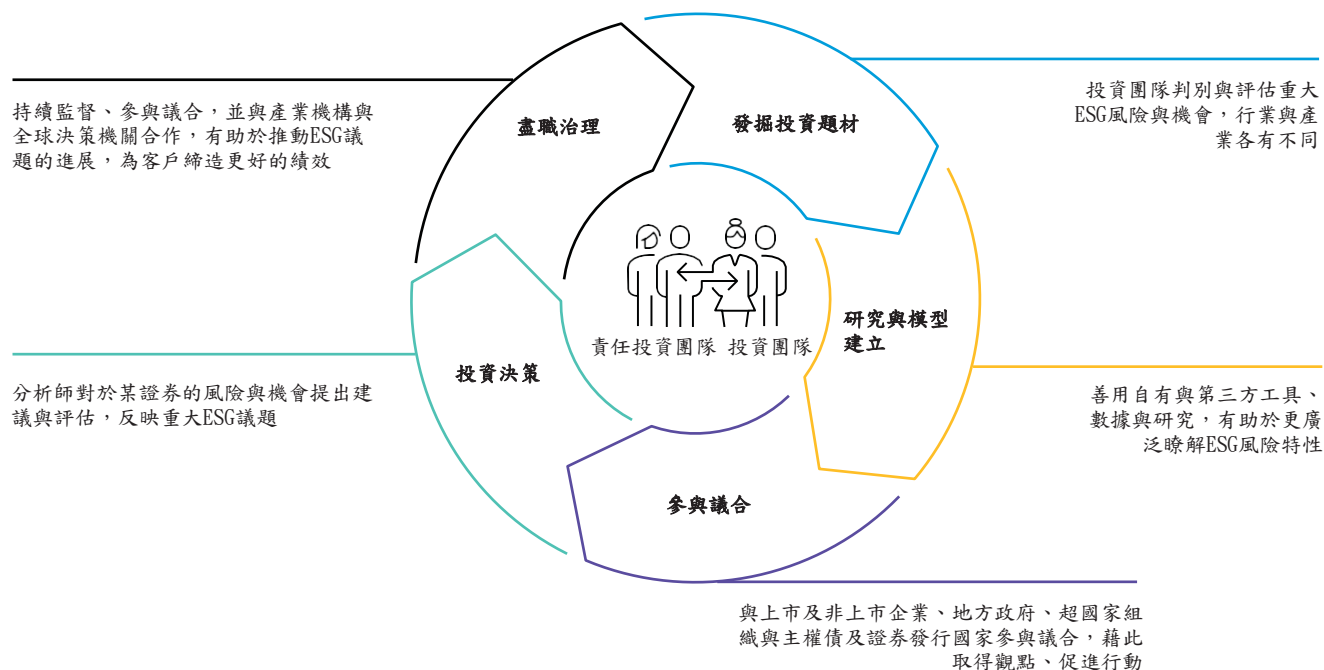 盡職治理
持續監督、參與議合，並與產業機構與
全球決策機關合作，有助於推動ESG議
題的進展，為客戶締造更好的績效
發掘投資題材
投資團隊判別與評估重大
ESG風險與機會，行業與產
業各有不同
研究與模型
建立
善用自有與第三方工具、
數據與研究，有助於更廣
泛瞭解ESG風險特性
參與議合
與上市及非上市企業、地方政府、超國家組
織與主權債及證券發行國家參與議合，藉此
取得觀點、促進行動
投資決策
分析師對於某證券的風險與機會提出建
議與評估，反映重大ESG議題
責任投資團隊 投資團隊